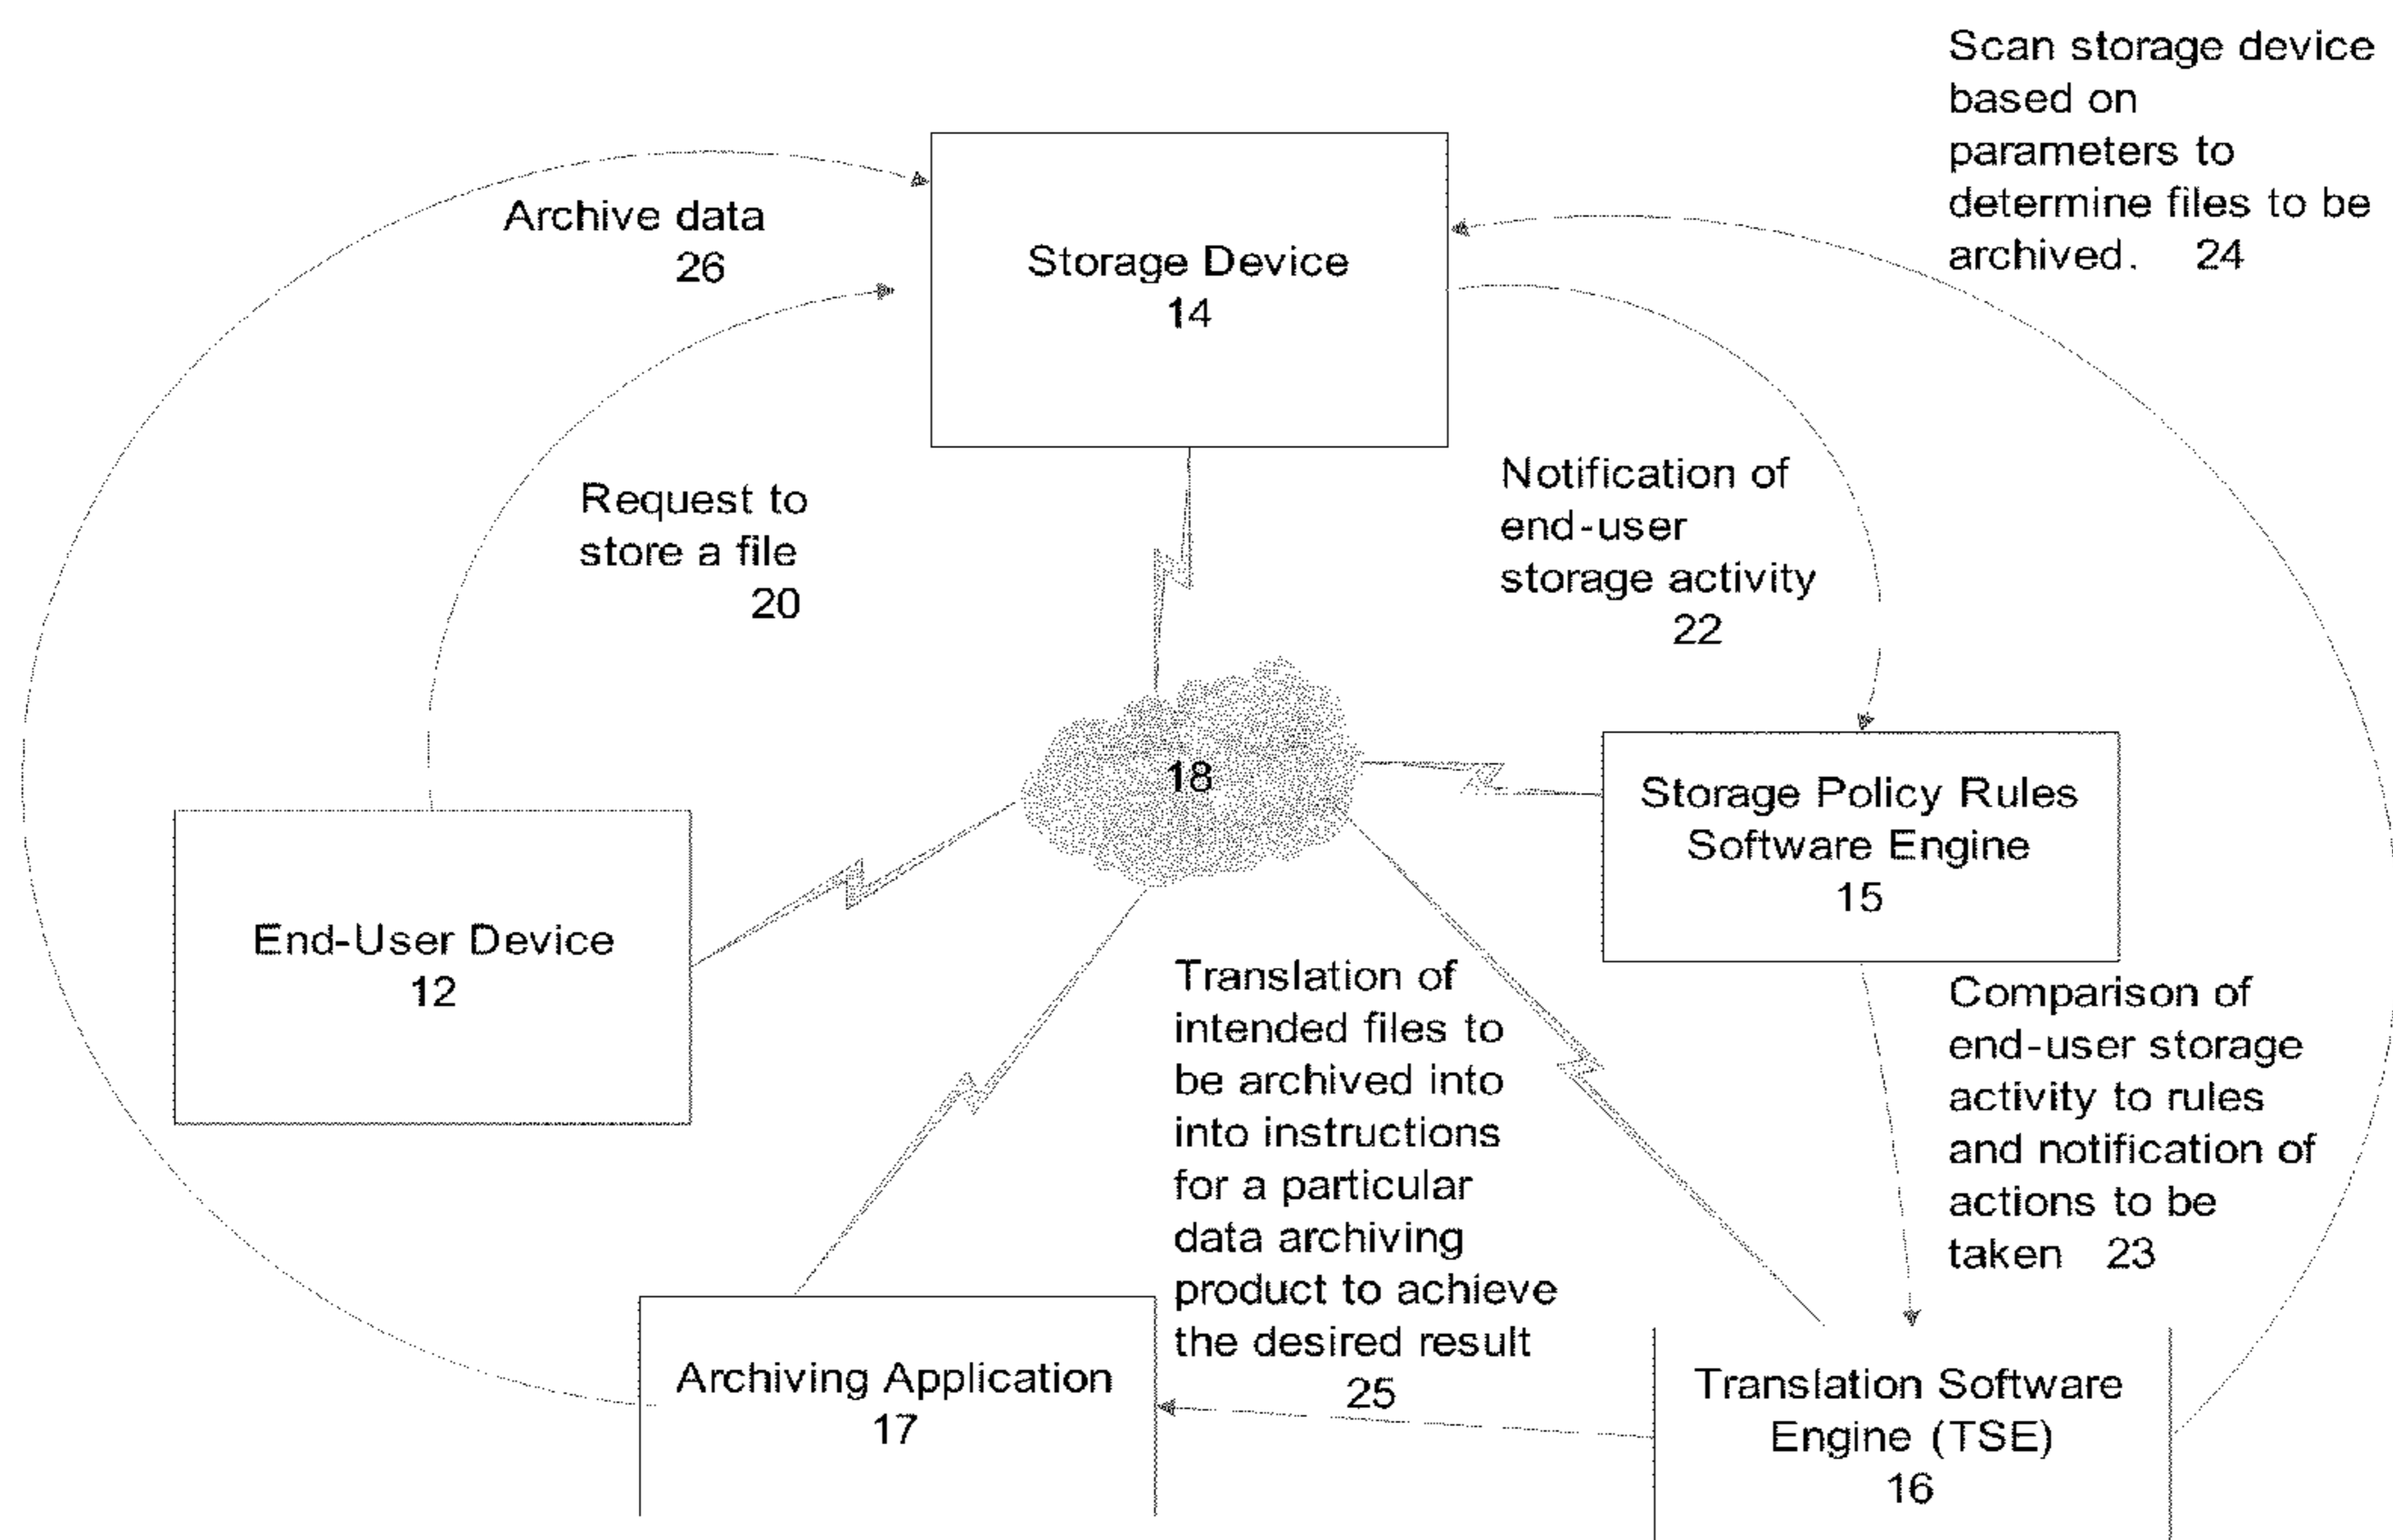 Scan storage device
based on
parameters to
determine files to be
archived. 24
Archive data
26
Storage Device
14
Request to
store a file
20
Notification of
end-user
storage activity
22
18
Storage Policy Rules
Software Engine
15
End-User Device
12
Translation of
intended files to
be archived into
into instructions
for a particular
data archiving
product to achieve
the desired result
25
Comparison of
end-user storage
activity to rules
and notification of
actions to be
taken 23
Archiving Application
17
Translation Software
Engine (TSE)
16